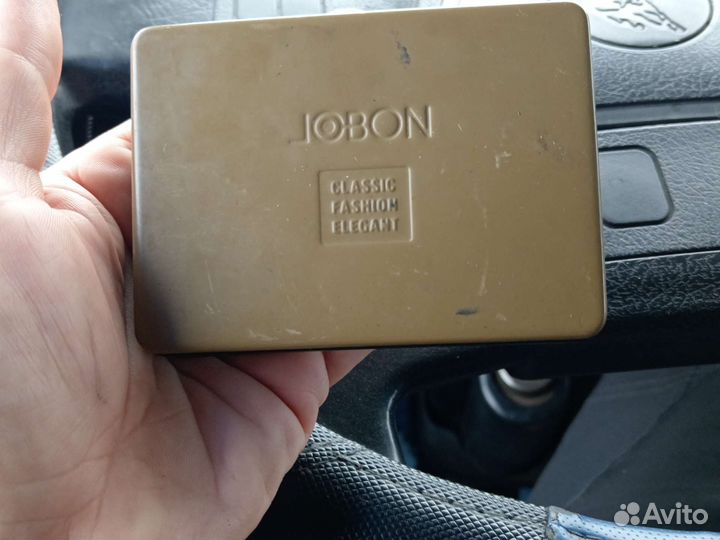 JOBON
CLASSIC
FASHION
ELEGANT
Avito